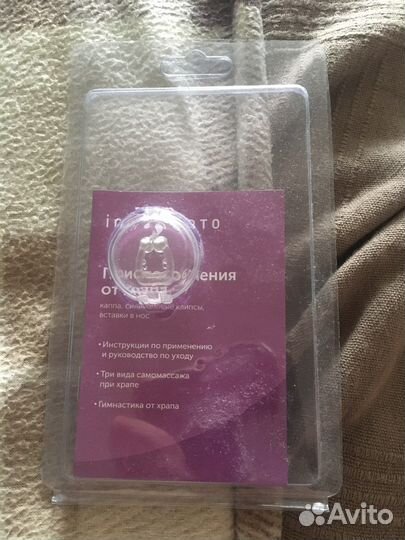 от
каппа, клипсы,
вставки в нос
• Инструкции по применению
и руководство по уходу
• Три вида самомассажа
при храпе
• Гимнастика от храпа
Avito